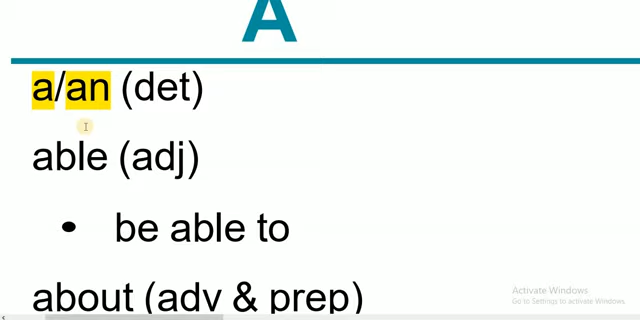 A
a/an (det)
able (adj)
• be able to
about (adv & prep)
Activate Windows
Go to Settings to activate Windows.